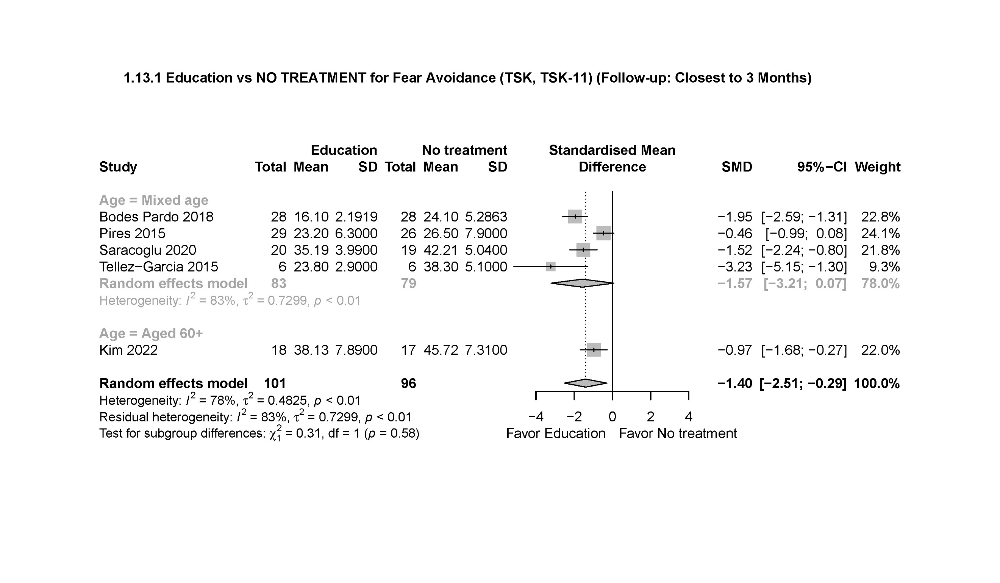 1.13.1 Education vs NO TREATMENT for Fear Avoidance (TSK, TSK-11) (Follow-up: Closest to 3 Months)
Education No treatment Standardised Mean
Study Total Mean SD Total Mean SD Difference SMD 95%−CI Weight
Age = Mixed age
Bodes Pardo 2018 28 16.10 2.1919 28 24.10 5.2863 −1.95 [−2.59; −1.31] 22.8%
Pires 2015 29 23.20 6.3000 26 26.50 7.9000 −0.46 [−0.99; 0.08] 24.1%
Saracoglu 2020 20 35.19 3.9900 19 42.21 5.0400 −1.52 [−2.24; −0.80] 21.8%
Tellez−Garcia 2015 6 23.80 2.9000 6 38.30 5.1000 −3.23 [−5.15; −1.30] 9.3%
Random effects model 83 79 −1.57 [−3.21; 0.07] 78.0%
Heterogeneity: I² = 83%, τ² = 0.7299, p < 0.01
Age = Aged 60+
Kim 2022 18 38.13 7.8900 17 45.72 7.3100 −0.97 [−1.68; −0.27] 22.0%
Random effects model 101 96 −1.40 [−2.51; −0.29] 100.0%
Heterogeneity: I² = 78%, τ² = 0.4825, p < 0.01
Residual heterogeneity: I² = 83%, τ² = 0.7299, p < 0.01 −4 −2 0 2 4
Test for subgroup differences: χ²₁ = 0.31, df = 1 (p = 0.58) Favor Education Favor No treatment